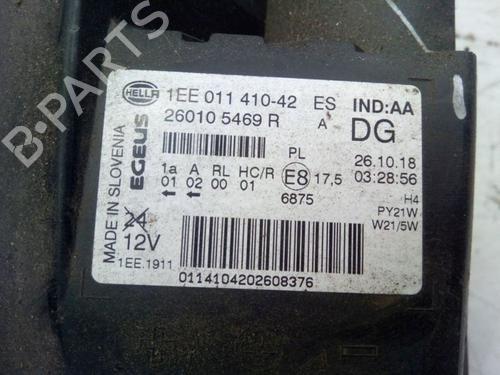 B-PARTS
HELLA
1EE 011 410-42 ES IND:AA
260105469 R A DG
MADE IN SLOVENIA
EGEUS
PL
26.10.18
1a A RL HC/R E8 17,5 03:28:56
01 02 00 01
6875
H4
PY21W
W21/5W
24
12V
1EE.1911
0114104202608376